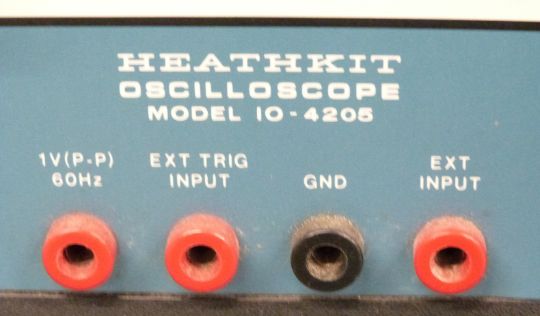 HEATHKIT
OSCILLOSCOPE
MODEL IO-4205
1V(P-P)
60Hz
EXT TRIG
INPUT
GND
EXT
INPUT